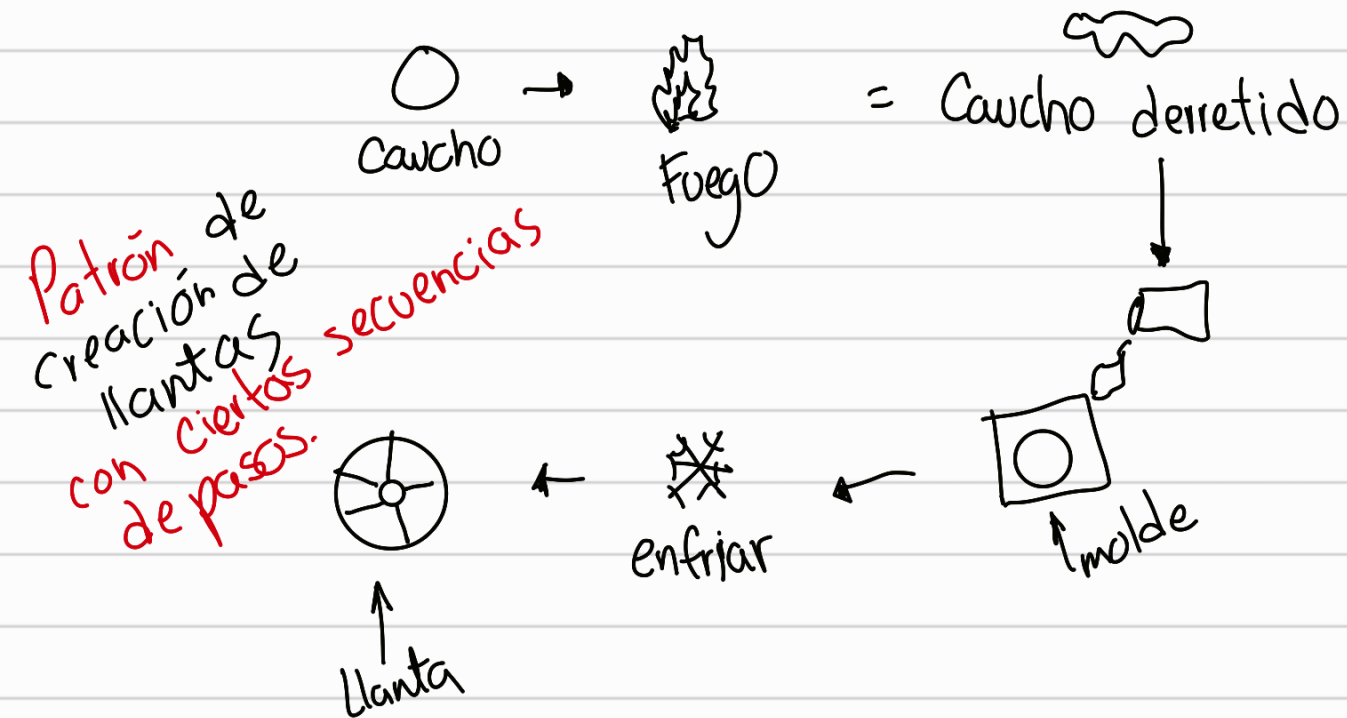 Caucho → Fuego = Caucho derretido
Patrón de
creación de
llantas
con ciertas secuencias
de pasos.
molde
enfriar
Llanta